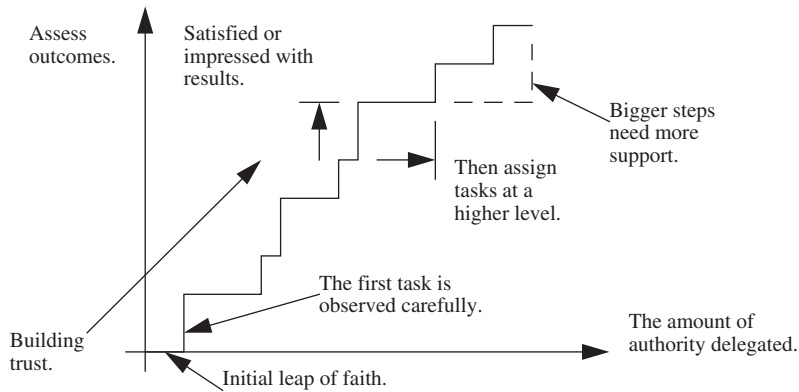 Assess
outcomes.
Satisfied or
impressed with
results.
Bigger steps
need more
support.
Then assign
tasks at a
higher level.
The first task is
observed carefully.
Building
trust.
The amount of
authority delegated.
Initial leap of faith.